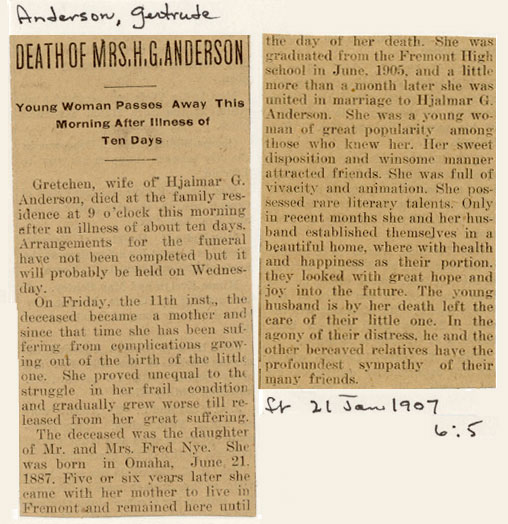 Anderson, Gertrude
DEATH OF MRS. H. G. ANDERSON
Young Woman Passes Away This
Morning After Illness of
Ten Days
Gretchen, wife of Hjalmar G.
Anderson, died at the family res-
idence at 9 o'clock this morning
after an illness of about ten days.
Arrangements for the funeral
have not been completed but it
will probably be held on Wednes-
day.
On Friday, the 11th inst., the
deceased became a mother and
since that time she has been suf-
fering from complications grow-
ing out of the birth of the little
one. She proved unequal to the
struggle in her frail condition
and gradually grew worse till re-
leased from her great suffering.
The deceased was the daughter
of Mr. and Mrs. Fred Nye. She
was born in Omaha, June 21,
1887. Five or six years later she
came with her mother to live in
Fremont and remained here until
the day of her death. She was
graduated from the Fremont High
school in June, 1905, and a little
more than a month later she was
united in marriage to Hjalmar G.
Anderson. She was a young wo-
man of great popularity among
those who knew her. Her sweet
disposition and winsome manner
attracted friends. She was full of
vivacity and animation. She pos-
sessed rare literary talents. Only
in recent months she and her hus-
band established themselves in a
beautiful home, where with health
and happiness as their portion,
they looked with great hope and
joy into the future. The young
husband is by her death left the
care of their little one. In the
agony of their distress, he and the
other bereaved relatives have the
profoundest sympathy of their
many friends.
21 Jan 1907
6:5